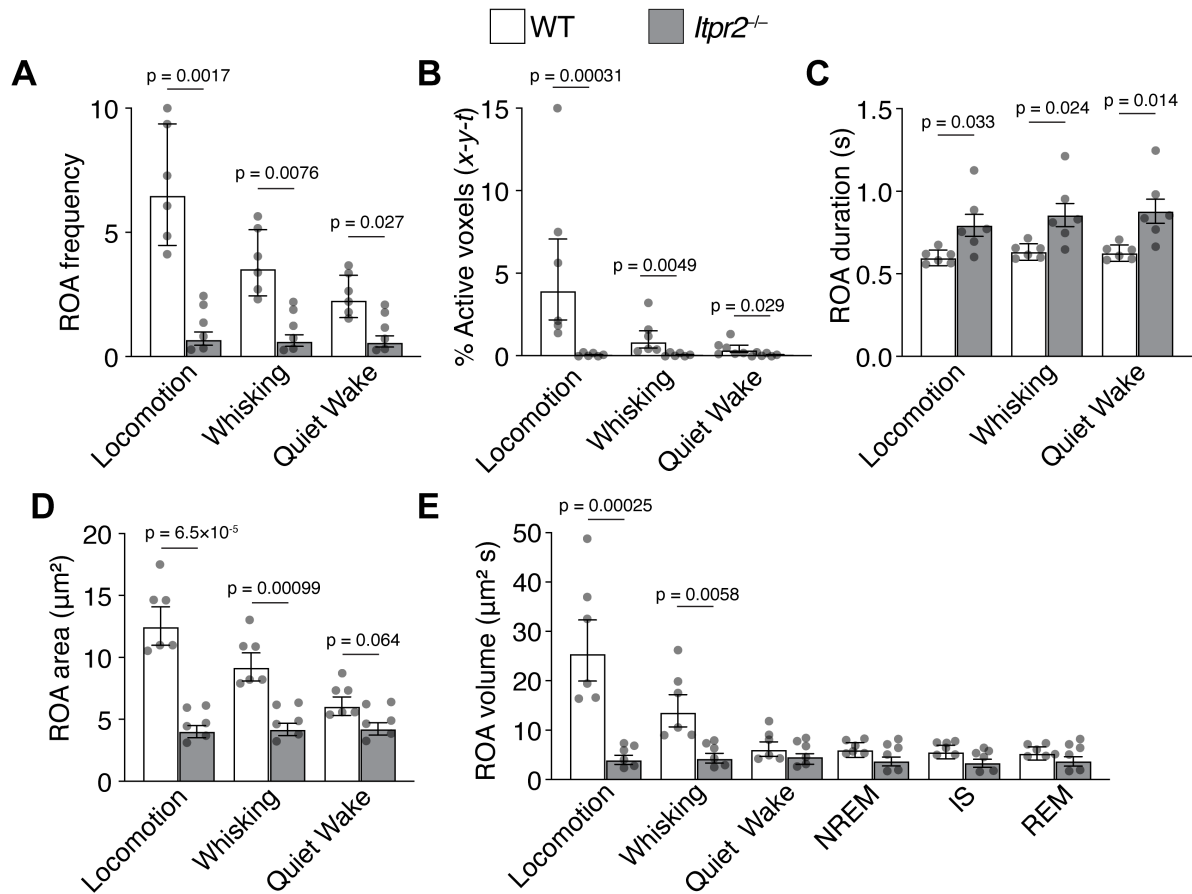 WT
Itpr2⁻/⁻
A
p = 0.0017
p = 0.0076
p = 0.027
10
5
0
ROA frequency
Locomotion
Whisking
Quiet Wake
B
p = 0.00031
p = 0.0049
p = 0.029
15
10
5
0
% Active voxels (x-y-t)
Locomotion
Whisking
Quiet Wake
C
p = 0.033
p = 0.024
p = 0.014
1.5
1.0
0.5
0.0
ROA duration (s)
Locomotion
Whisking
Quiet Wake
D
p = 6.5×10⁻⁵
p = 0.00099
p = 0.064
20
15
10
5
0
ROA area (µm²)
Locomotion
Whisking
Quiet Wake
E
p = 0.00025
p = 0.0058
50
40
30
20
10
0
ROA volume (µm² s)
Locomotion
Whisking
Quiet Wake
NREM
IS
REM